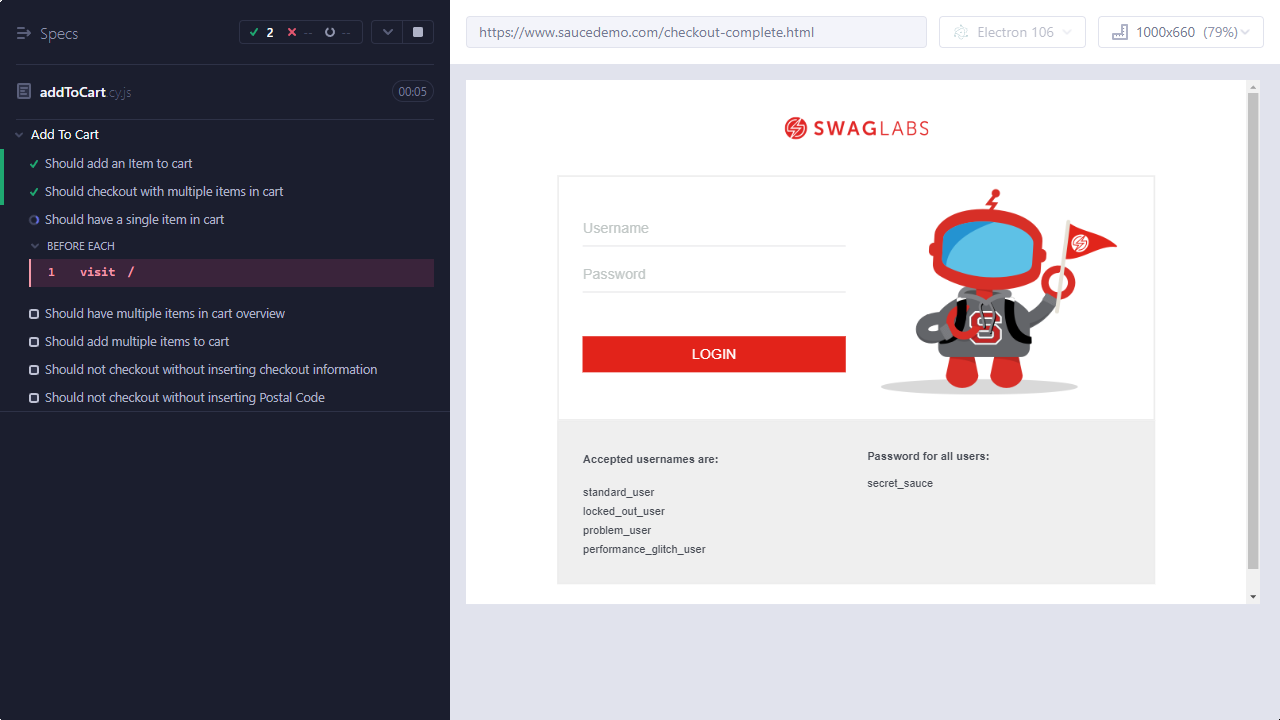 Specs
2 -- --
addToCart.cy.js
00:05
Add To Cart
Should add an Item to cart
Should checkout with multiple items in cart
Should have a single item in cart
BEFORE EACH
1 visit /
Should have multiple items in cart overview
Should add multiple items to cart
Should not checkout without inserting checkout information
Should not checkout without inserting Postal Code
https://www.saucedemo.com/checkout-complete.html
Electron 106
1000x660 (79%)
SWAGLABS
Username
Password
LOGIN
S
Accepted usernames are:
standard_user
locked_out_user
problem_user
performance_glitch_user
Password for all users:
secret_sauce